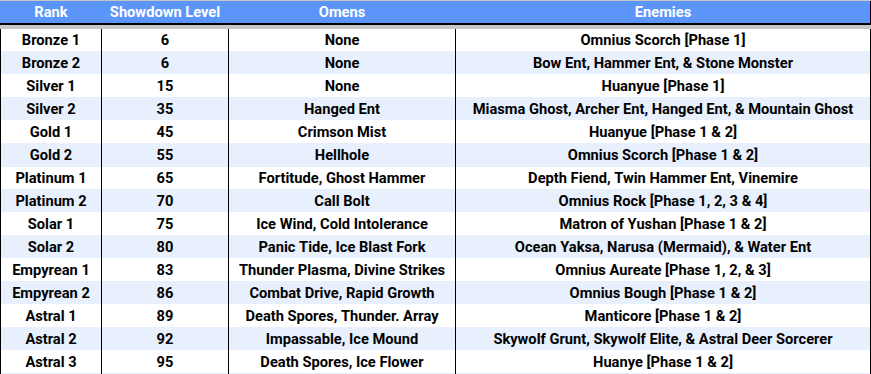 Rank Showdown Level Omens Enemies
Bronze 1 6 None Omnius Scorch [Phase 1]
Bronze 2 6 None Bow Ent, Hammer Ent, & Stone Monster
Silver 1 15 None Huanyue [Phase 1]
Silver 2 35 Hanged Ent Miasma Ghost, Archer Ent, Hanged Ent, & Mountain Ghost
Gold 1 45 Crimson Mist Huanyue [Phase 1 & 2]
Gold 2 55 Hellhole Omnius Scorch [Phase 1 & 2]
Platinum 1 65 Fortitude, Ghost Hammer Depth Fiend, Twin Hammer Ent, Vinemire
Platinum 2 70 Call Bolt Omnius Rock [Phase 1, 2, 3 & 4]
Solar 1 75 Ice Wind, Cold Intolerance Matron of Yushan [Phase 1 & 2]
Solar 2 80 Panic Tide, Ice Blast Fork Ocean Yaksa, Narusa (Mermaid), & Water Ent
Empyrean 1 83 Thunder Plasma, Divine Strikes Omnius Aureate [Phase 1, 2, & 3]
Empyrean 2 86 Combat Drive, Rapid Growth Omnius Bough [Phase 1 & 2]
Astral 1 89 Death Spores, Thunder. Array Manticore [Phase 1 & 2]
Astral 2 92 Impassable, Ice Mound Skywolf Grunt, Skywolf Elite, & Astral Deer Sorcerer
Astral 3 95 Death Spores, Ice Flower Huanye [Phase 1 & 2]